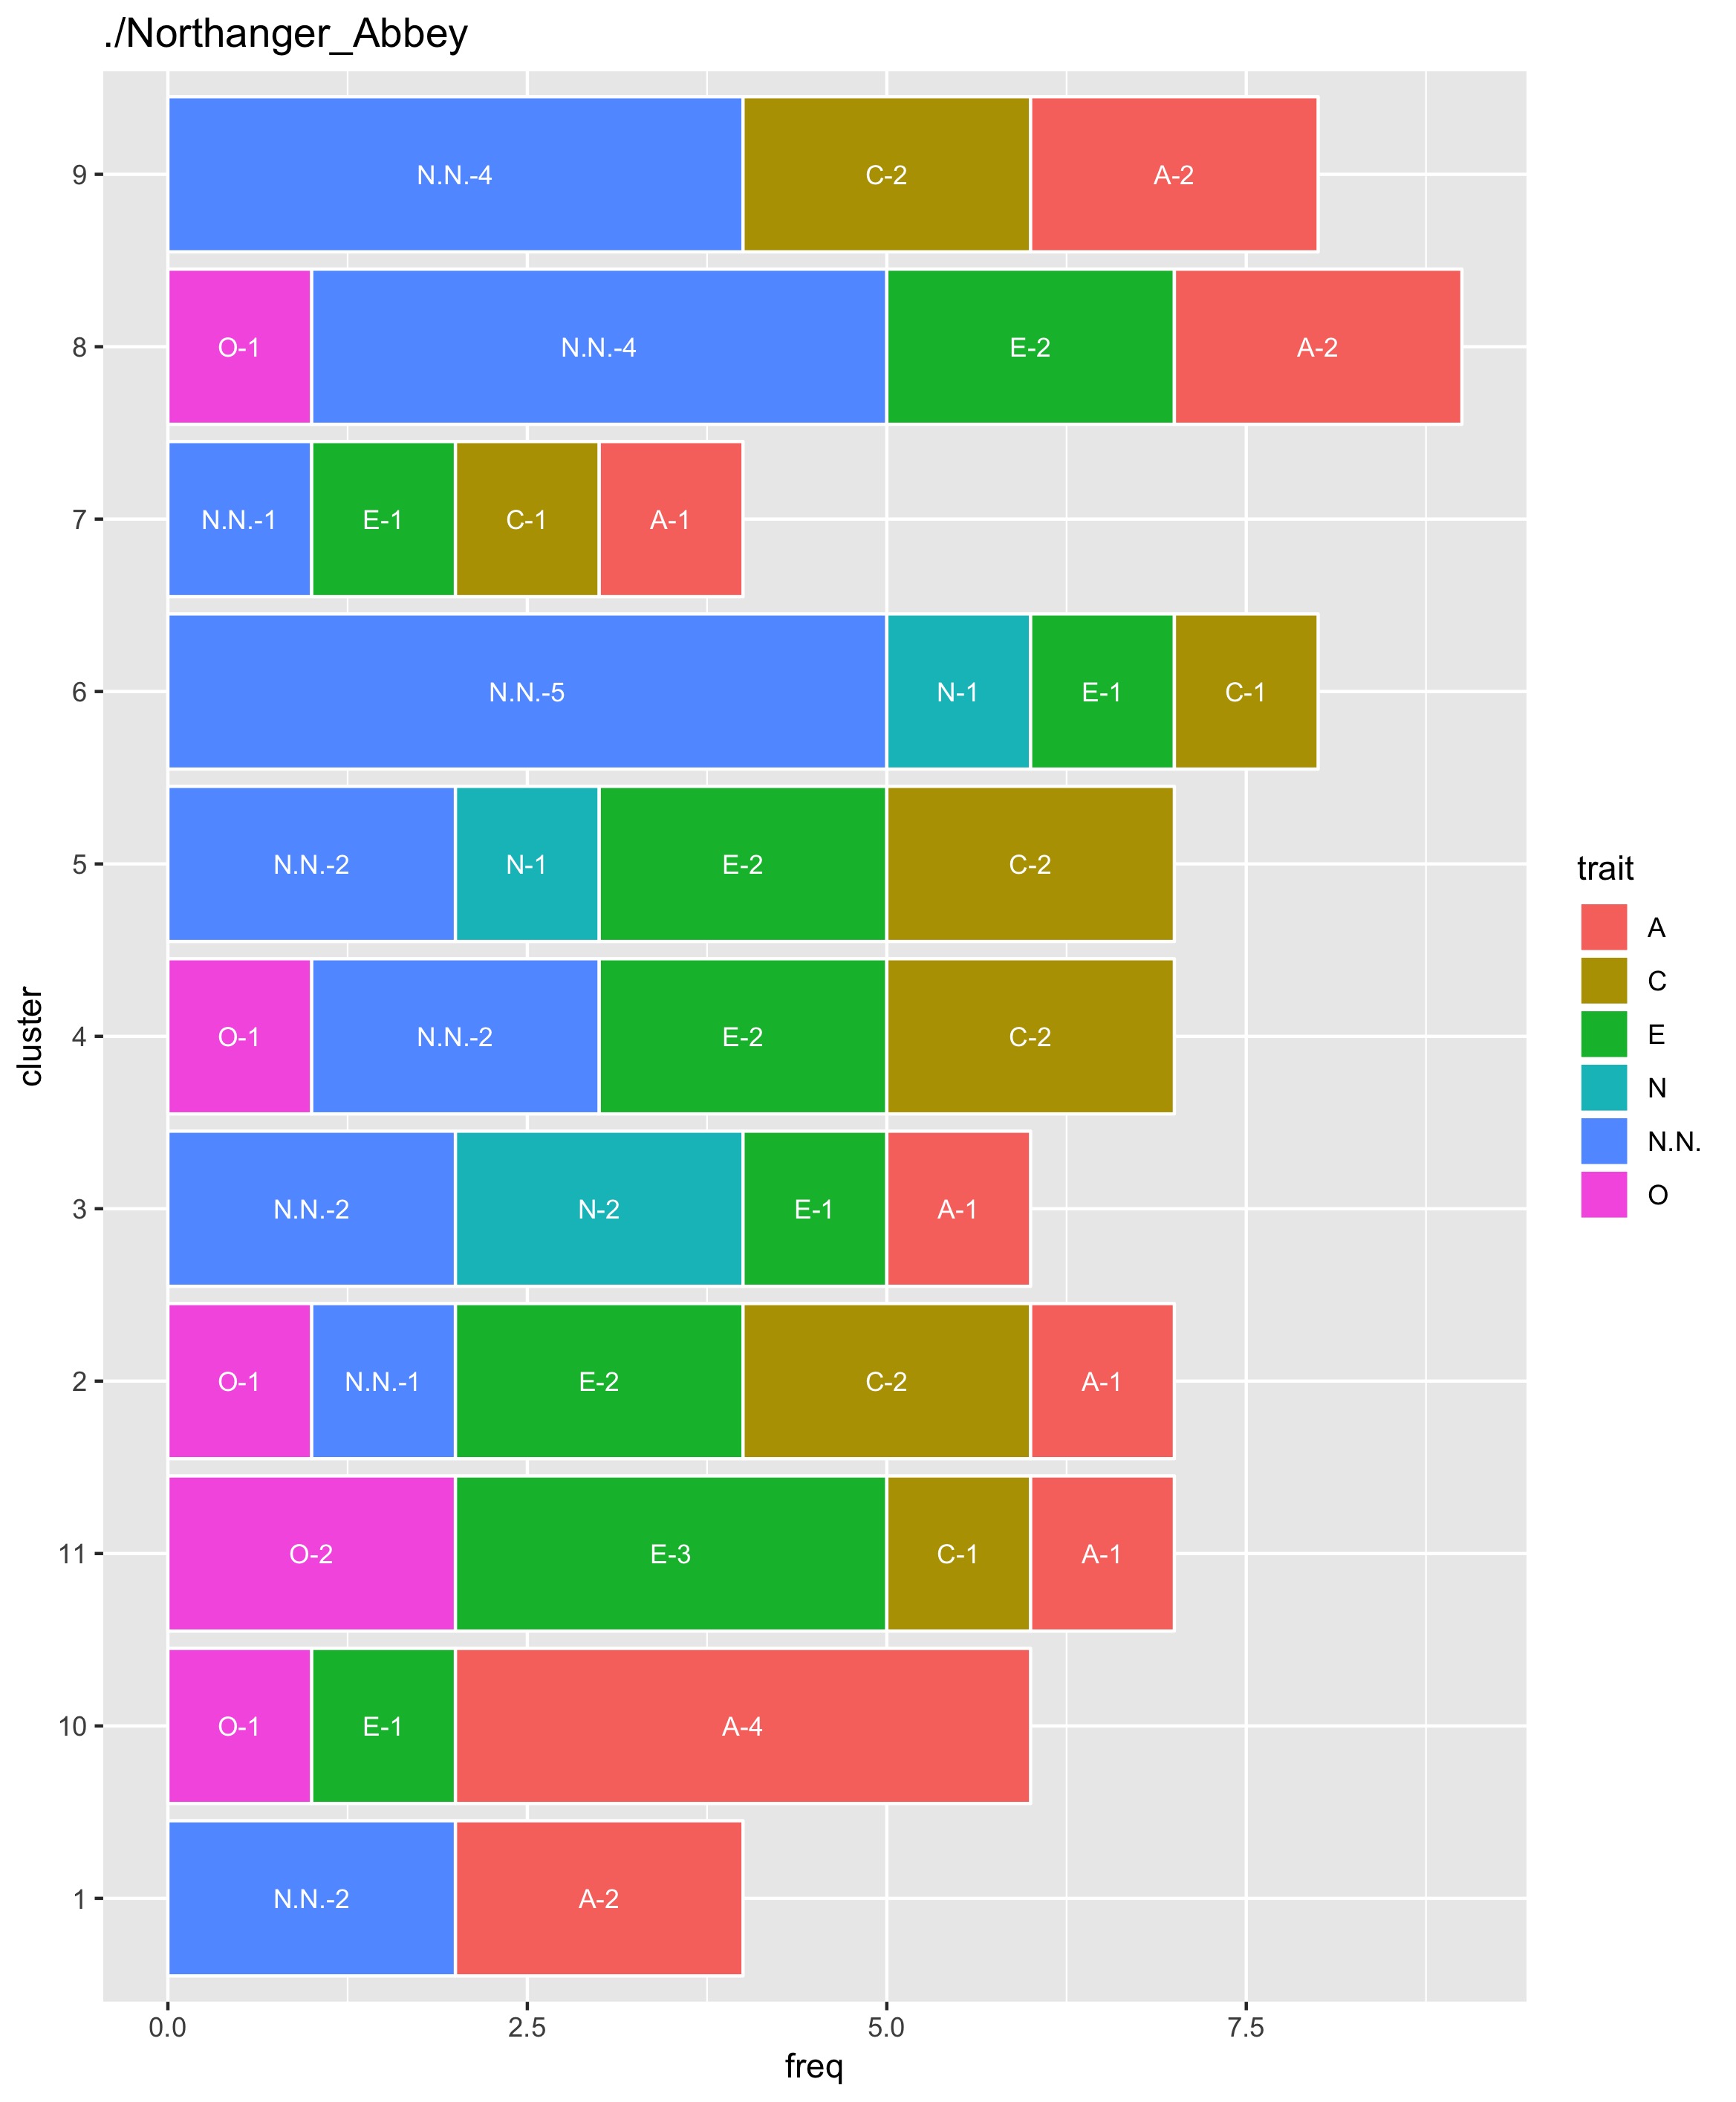 ./Northanger_Abbey
9
N.N.-4 C-2 A-2
8
O-1 N.N.-4 E-2 A-2
7
N.N.-1 E-1 C-1 A-1
6
N.N.-5 N-1 E-1 C-1
5
N.N.-2 N-1 E-2 C-2
4
O-1 N.N.-2 E-2 C-2
3
N.N.-2 N-2 E-1 A-1
2
O-1 N.N.-1 E-2 C-2 A-1
11
O-2 E-3 C-1 A-1
10
O-1 E-1 A-4
1
N.N.-2 A-2
cluster
0.0 2.5 5.0 7.5
freq
trait
A
C
E
N
N.N.
O